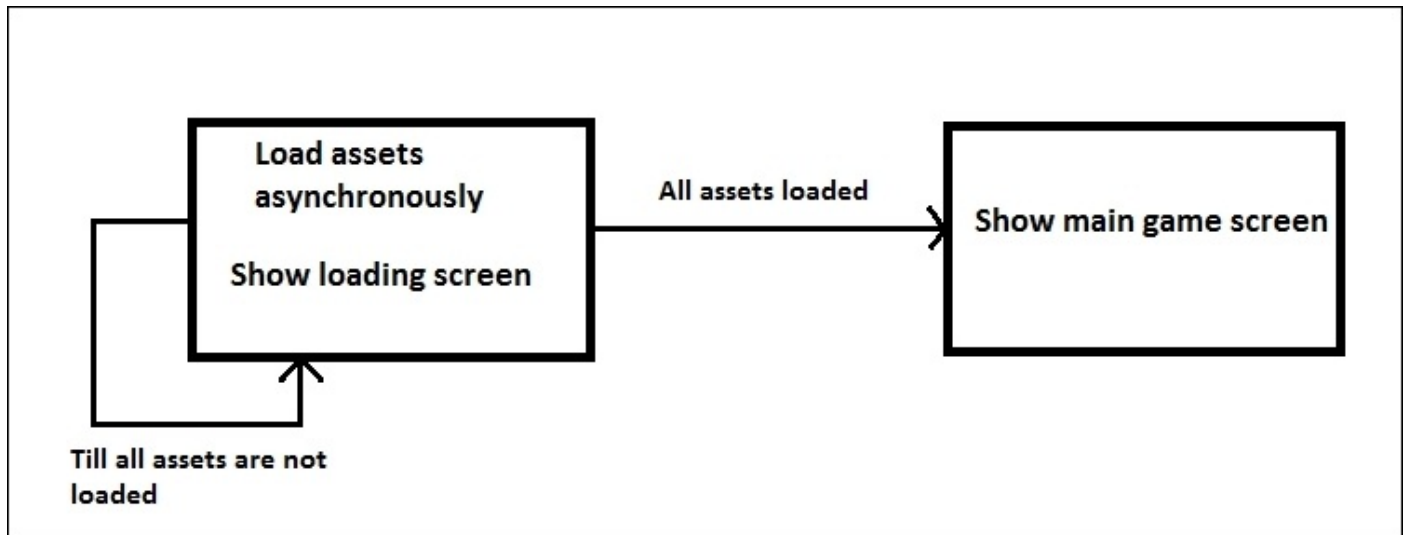 Load assets
asynchronously
Show loading screen
All assets loaded
Show main game screen
Till all assets are not
loaded